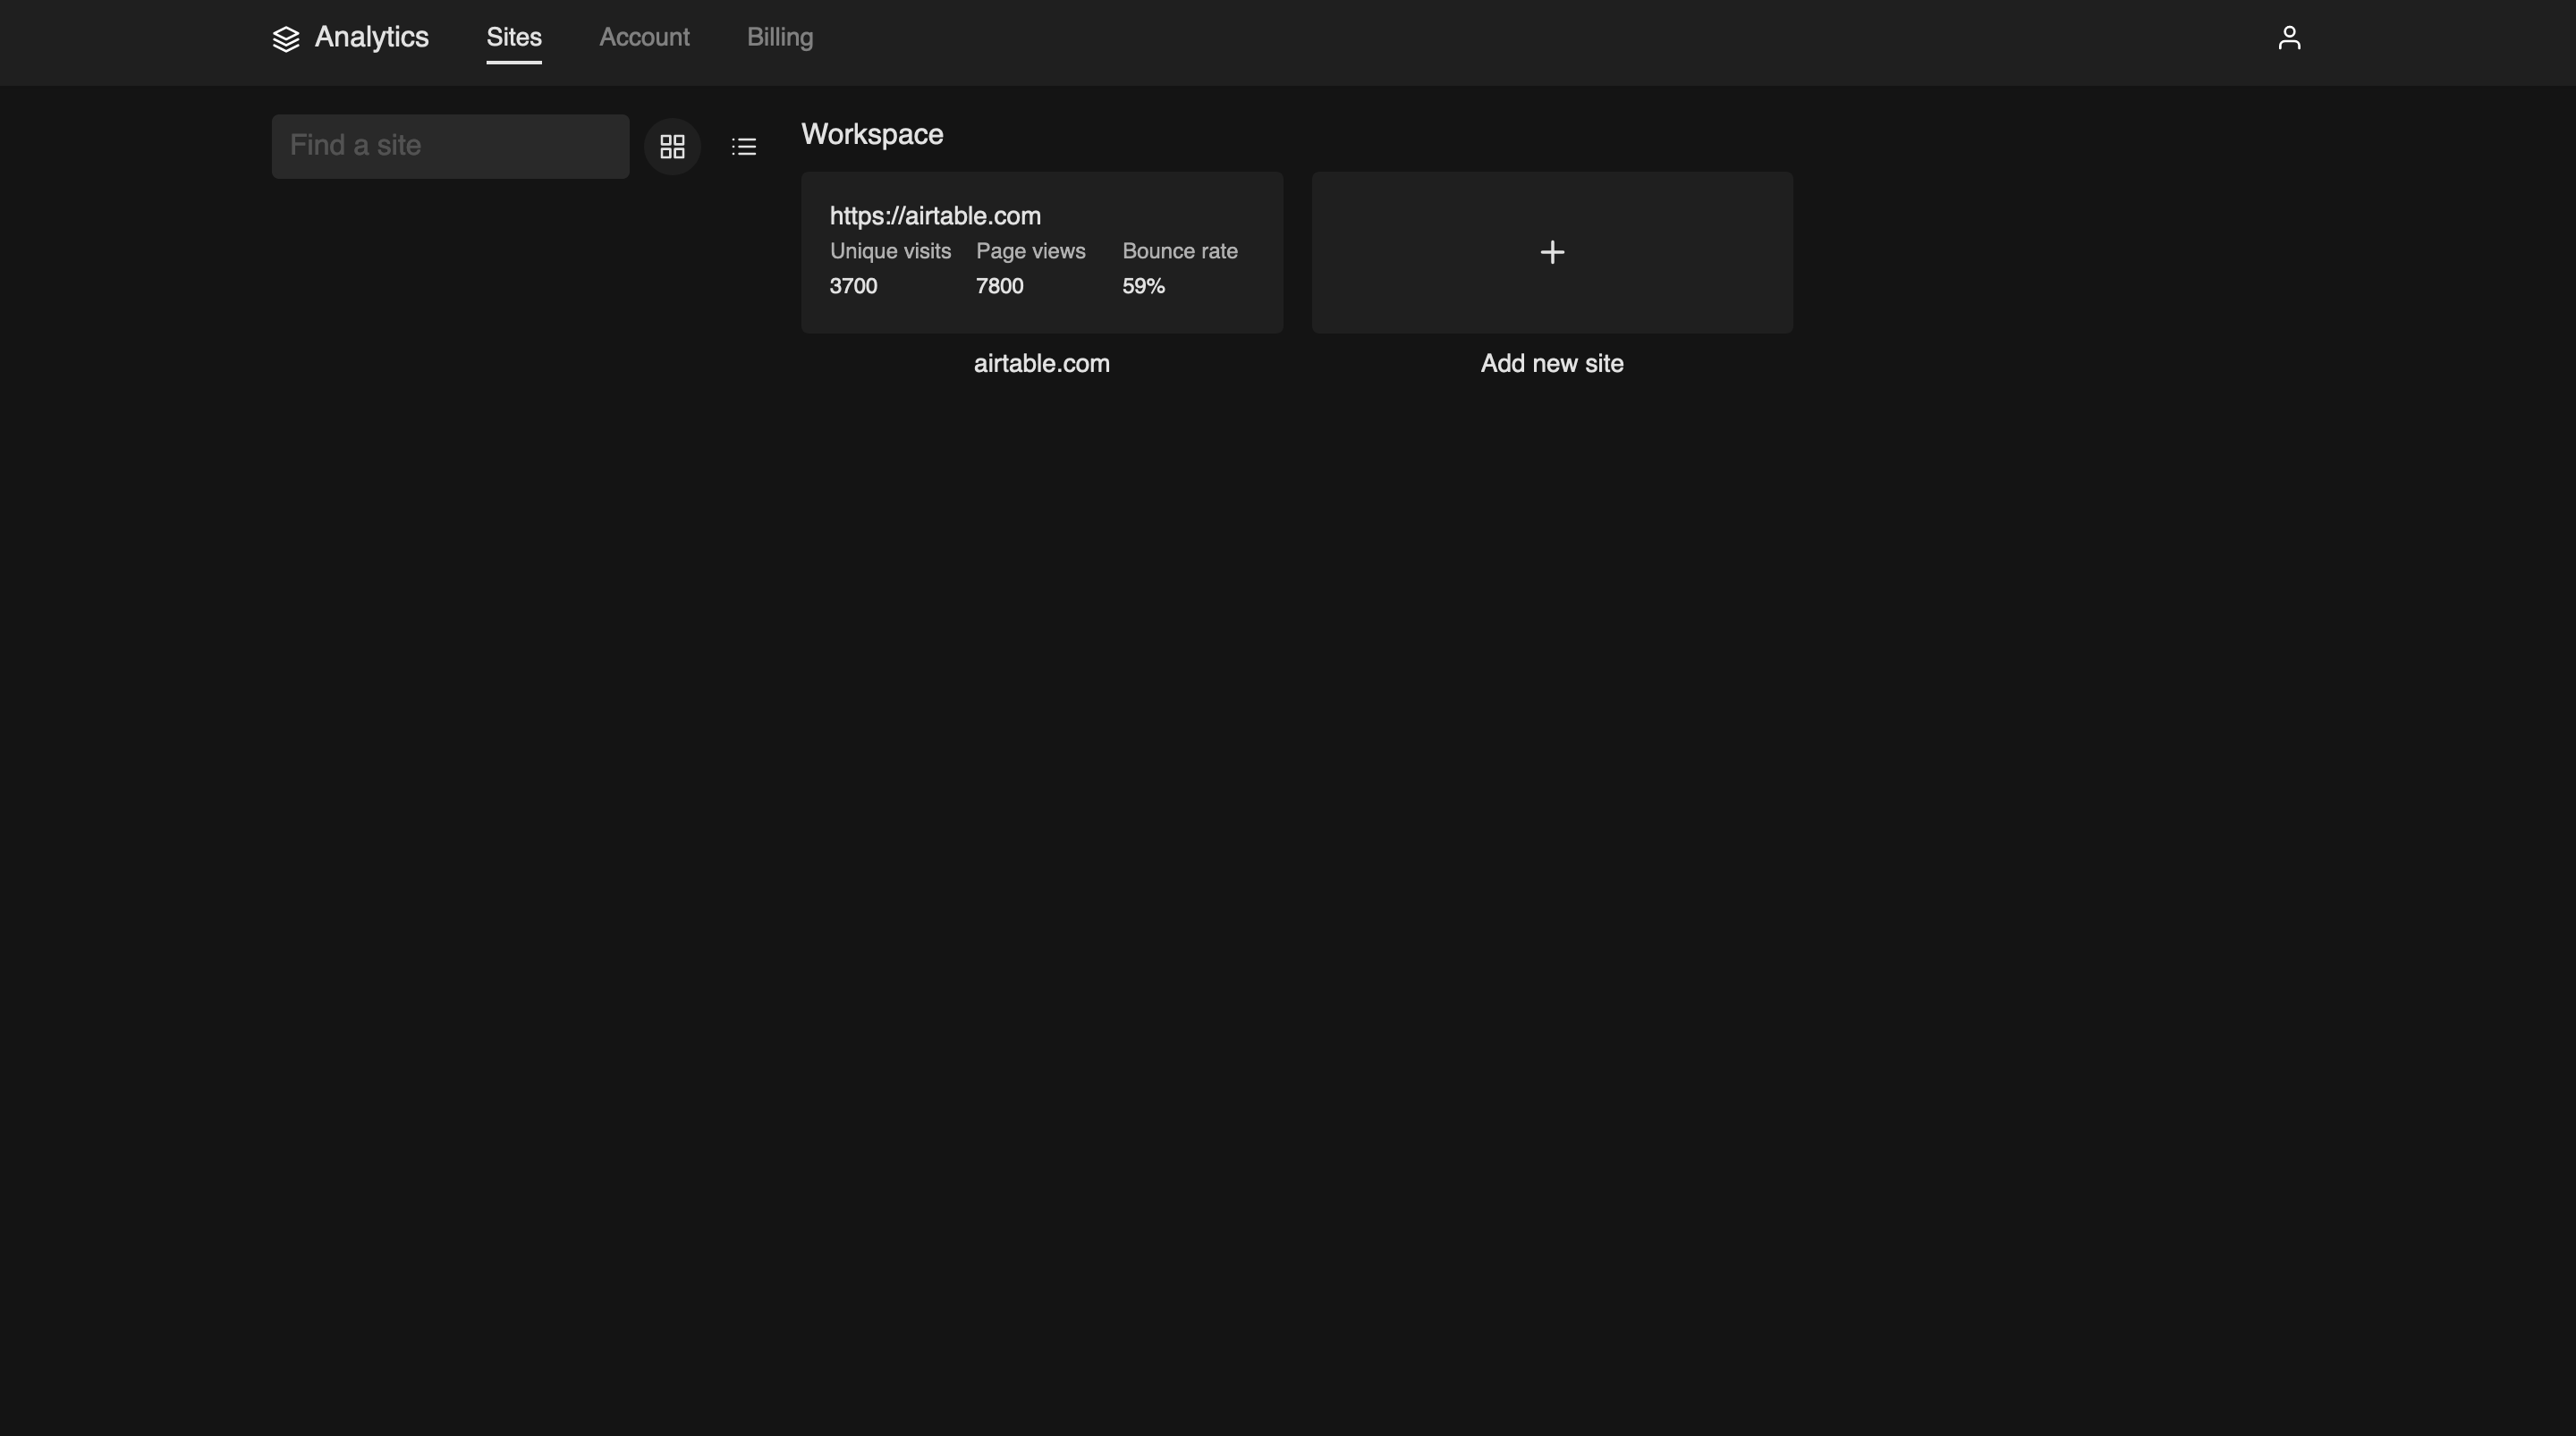 Analytics Sites Account Billing
Find a site
Workspace
https://airtable.com
Unique visits Page views Bounce rate
3700 7800 59%
airtable.com
Add new site